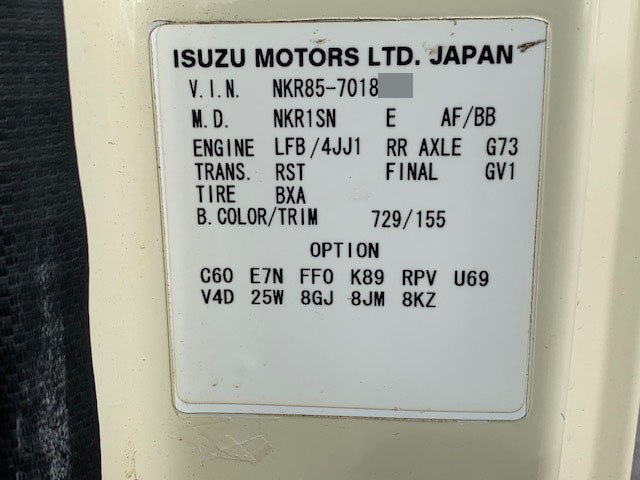 ISUZU MOTORS LTD. JAPAN
V.I.N. NKR85-7018
M.D. NKR1SN E AF/BB
ENGINE LFB/4JJ1 RR AXLE G73
TRANS. RST FINAL GV1
TIRE BXA
B.COLOR/TRIM 729/155
OPTION
C60 E7N FF0 K89 RPV U69
V4D 25W 8GJ 8JM 8KZ